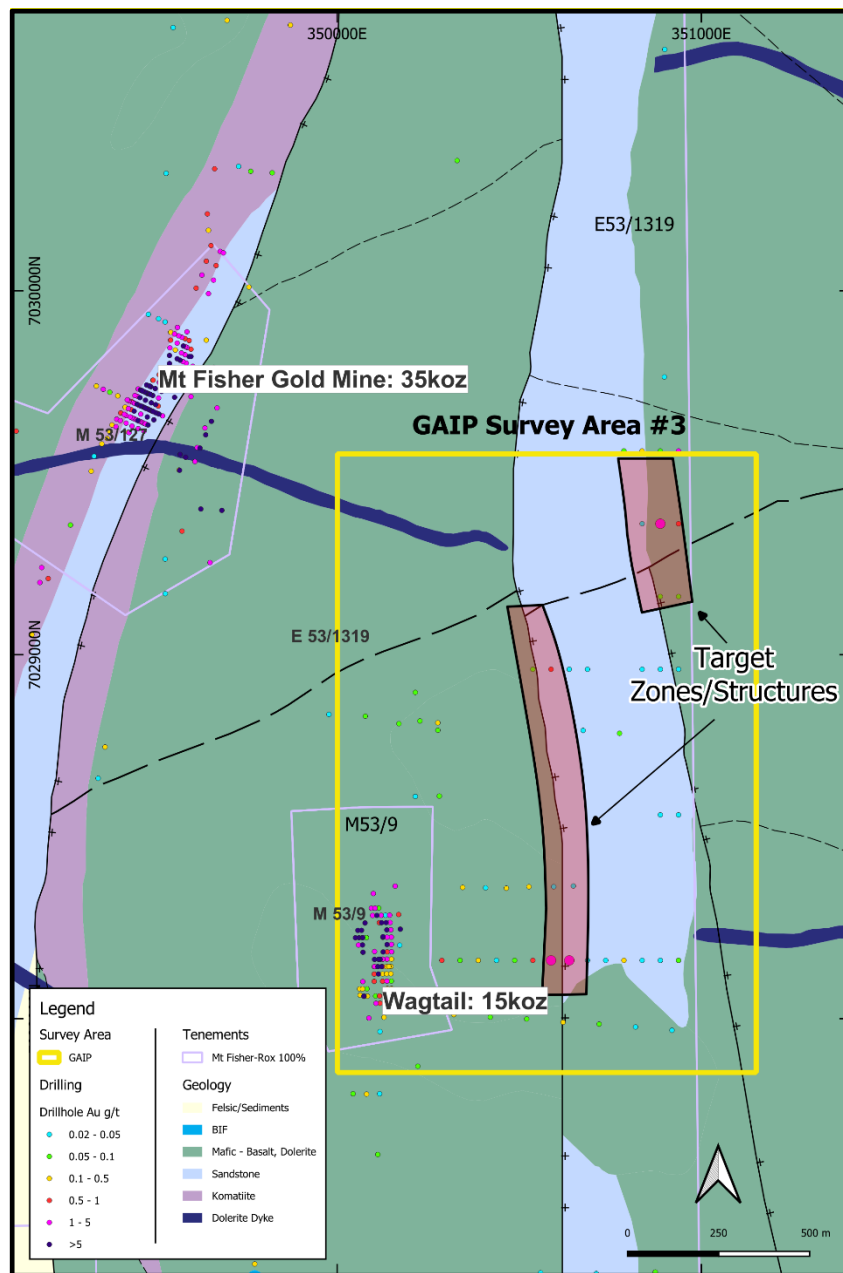 350000E
351000E
E53/1319
7030000N
Mt Fisher Gold Mine: 35koz
GAIP Survey Area #3
M 53/127
E 53/1319
7029000N
Target
Zones/Structures
M53/9
M 53/9
Wagtail: 15koz
Legend
Survey Area
GAIP
Drilling
Drillhole Au g/t
0.02 - 0.05
0.05 - 0.1
0.1 - 0.5
0.5 - 1
1 - 5
>5
Tenements
Mt Fisher-Rox 100%
Geology
Felsic/Sediments
BIF
Mafic - Basalt, Dolerite
Sandstone
Komatiite
Dolerite Dyke
0 250 500 m